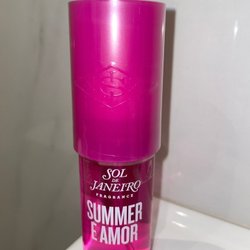 SOL
DE
JANEIRO
FRAGRANCE
SUMMER
E AMOR